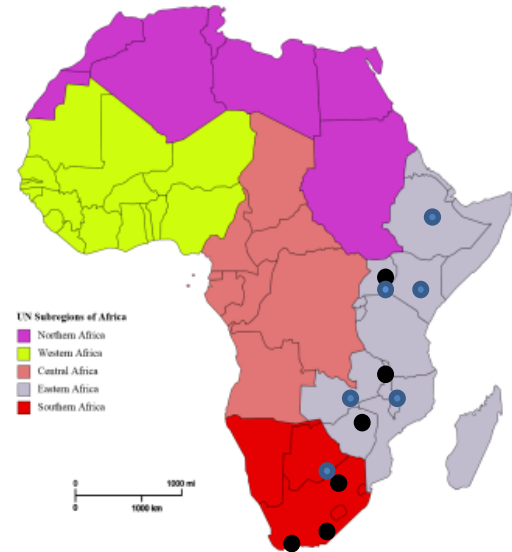 UN Subregions of Africa
Northern Africa
Western Africa
Central Africa
Eastern Africa
Southern Africa
0 1000 mi
0 1000 km